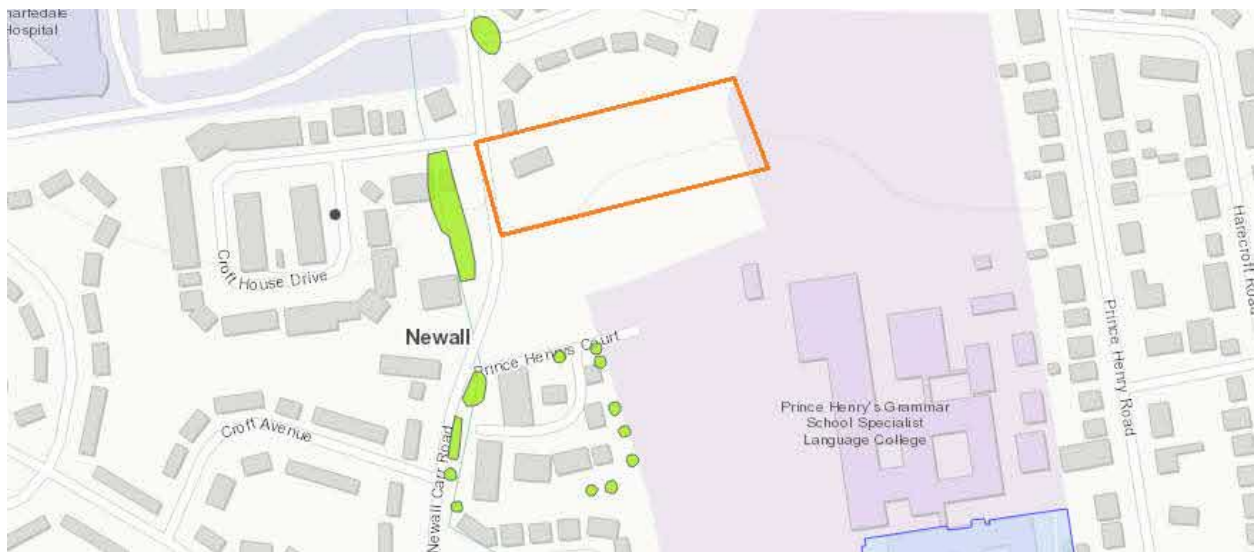 Hospital
Croft House Drive
Newall
Prince Henrys Court
Croft Avenue
Newall Carr Road
Prince Henry's Grammar
School Specialist
Language College
Prince Henry Road
Harecroft Road